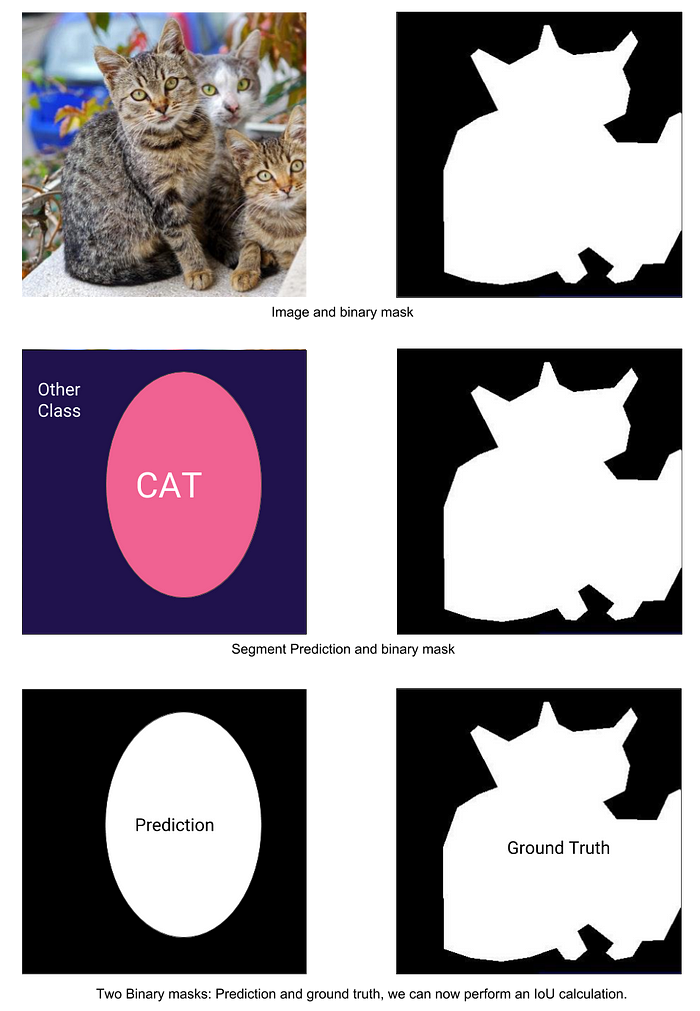 Image and binary mask
Other
Class
CAT
Segment Prediction and binary mask
Prediction
Ground Truth
Two Binary masks: Prediction and ground truth, we can now perform an IoU calculation.